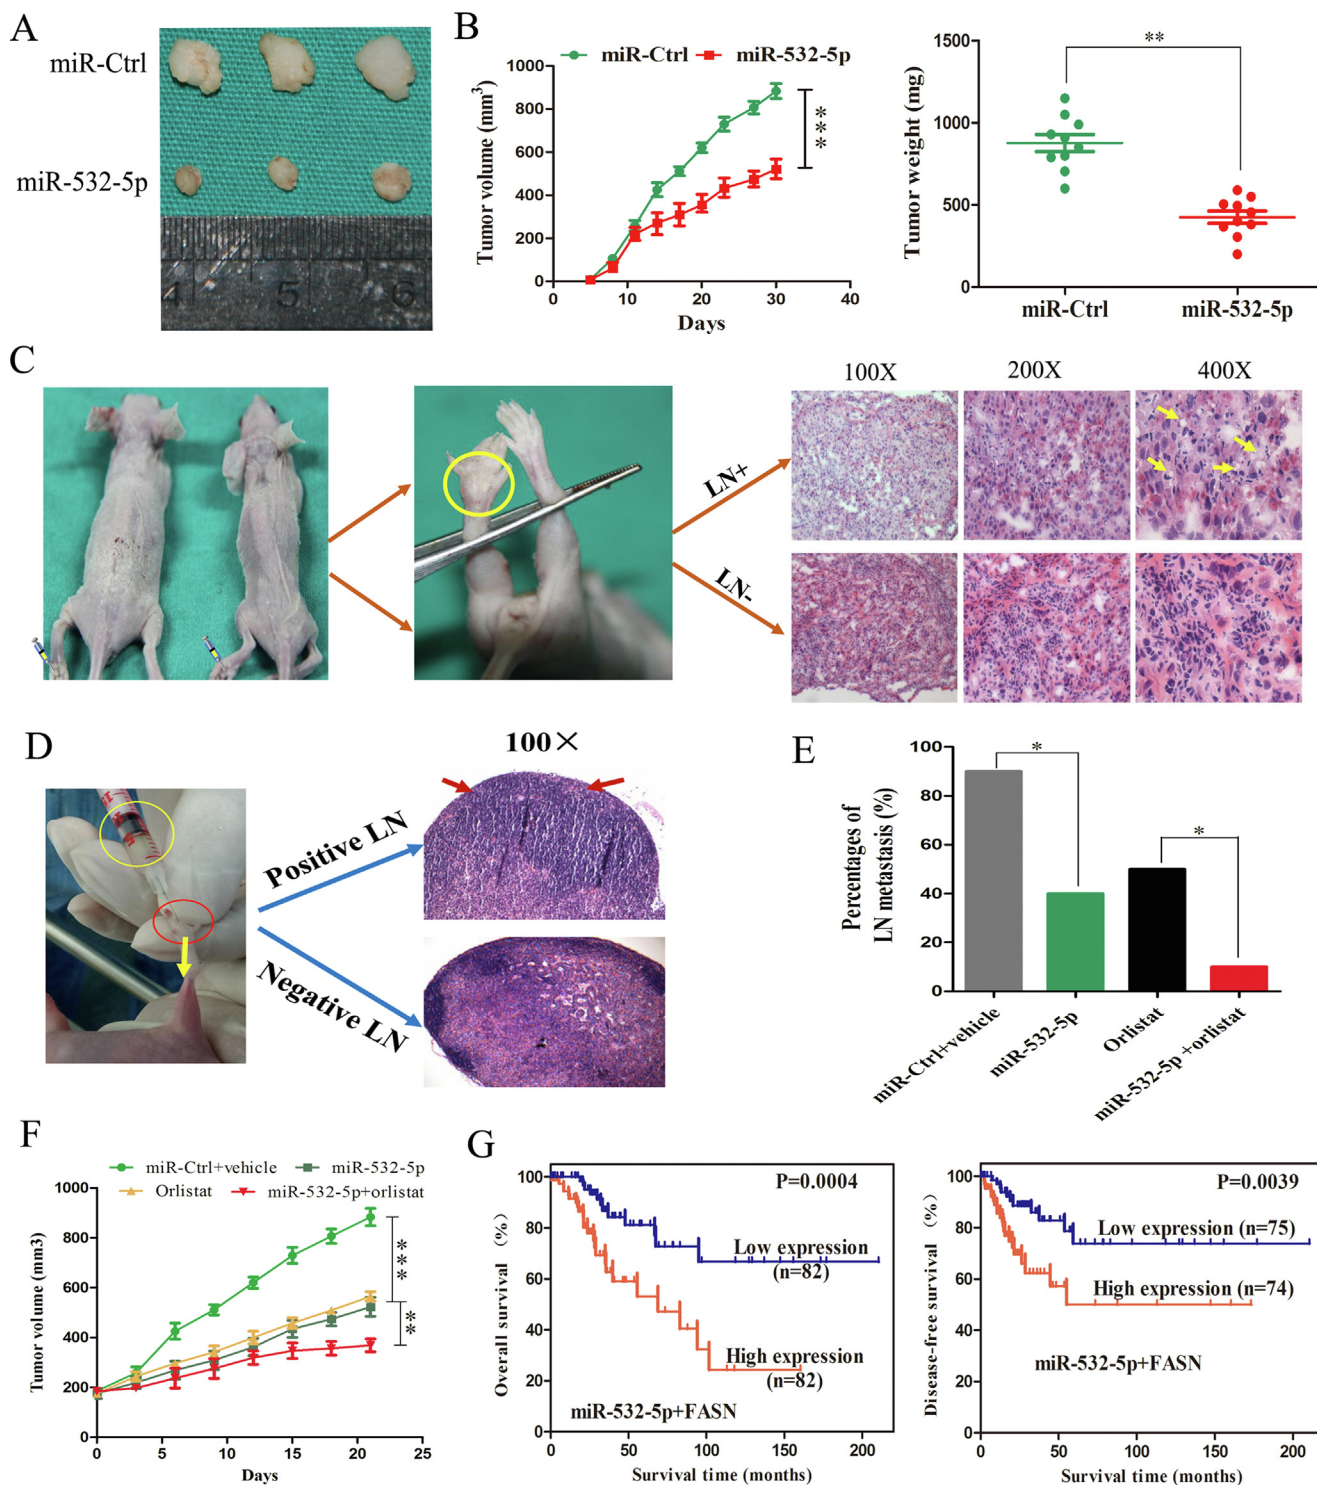 A
miR-Ctrl
miR-532-5p
4 5 6
B
miR-Ctrl miR-532-5p
Tumor volume (mm³)
1000
800
600
400
200
0
0 10 20 30 40
Days
***
Tumor weight (mg)
1500
1000
500
0
**
miR-Ctrl miR-532-5p
C
LN+
LN-
100X 200X 400X
D
Positive LN
Negative LN
100×
E
Percentages of
LN metastasis (%)
100
80
60
40
20
0
*
*
miR-Ctrl+vehicle
miR-532-5p
Orlistat
miR-532-5p +orlistat
F
miR-Ctrl+vehicle miR-532-5p
Orlistat miR-532-5p+orlistat
Tumor volume (mm3)
1000
800
600
400
200
0
0 5 10 15 20 25
Days
***
**
G
Overall survival (%)
100
80
60
40
20
0
0 50 100 150 200
Survival time (months)
P=0.0004
Low expression
(n=82)
High expression
(n=82)
miR-532-5p+FASN
Disease-free survival (%)
100
80
60
40
20
0
0 50 100 150 200
Survival time (months)
P=0.0039
Low expression (n=75)
High expression (n=74)
miR-532-5p+FASN